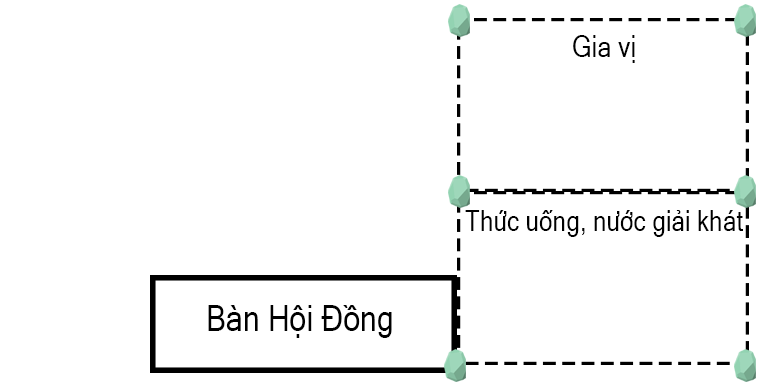 Gia vị
Thức uống, nước giải khát
Bàn Hội Đồng